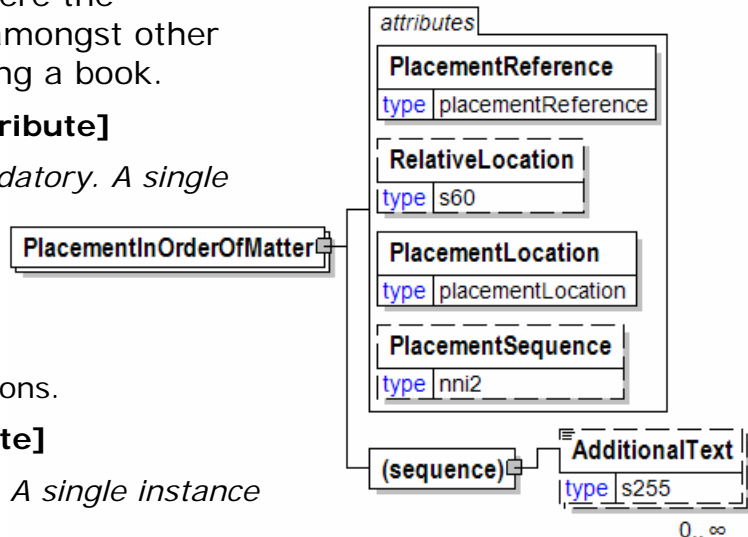 ere the
amongst other
ng a book.
ribute]
datory. A single
ons.
te]
A single instance
attributes
PlacementReference
type placementReference
RelativeLocation
type s60
PlacementInOrderOfMatter
PlacementLocation
type placementLocation
PlacementSequence
type nni2
(sequence)
AdditionalText
type s255
0..∞